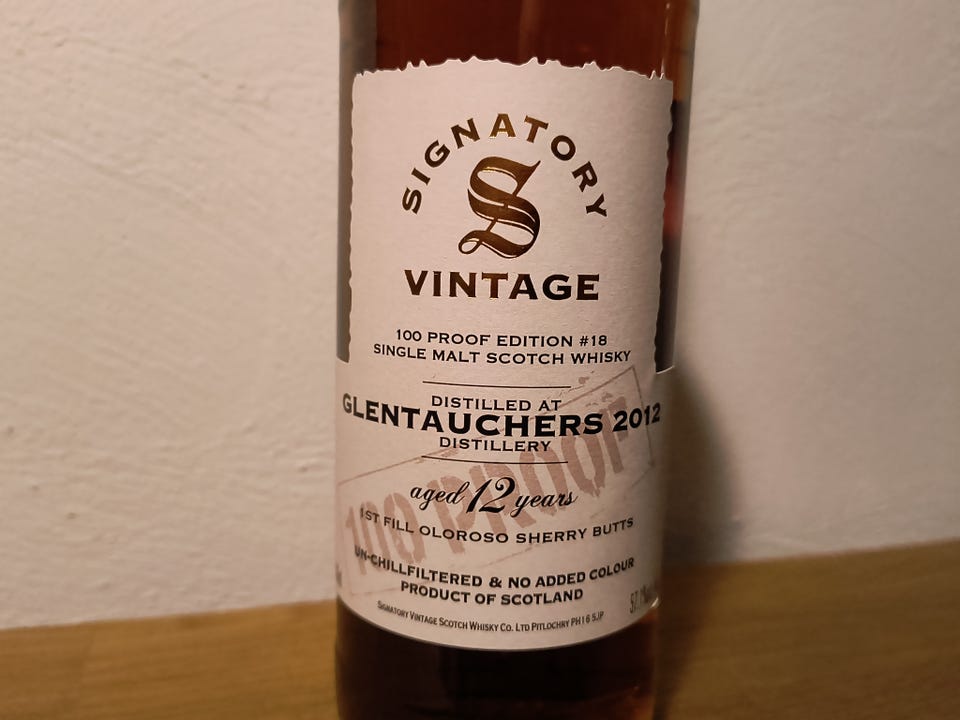 SIGNATORY
S
VINTAGE
100 PROOF EDITION #18
SINGLE MALT SCOTCH WHISKY
DISTILLED AT
GLENTAUCHERS 2012
DISTILLERY
100 PROOF
aged 12 years
1ST FILL OLOROSO SHERRY BUTTS
UN-CHILLFILTERED & NO ADDED COLOUR
PRODUCT OF SCOTLAND
SIGNATORY VINTAGE SCOTCH WHISKY CO. LTD PITLOCHRY PH16 5JP
57.1%